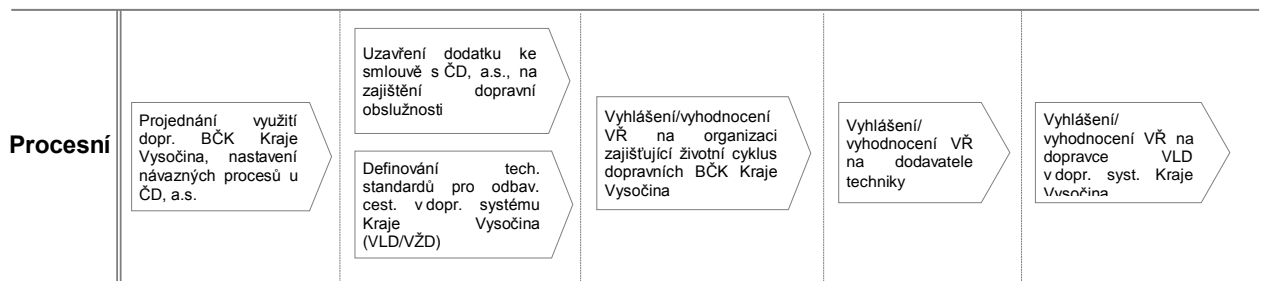 Procesní
Projednání využití
dopr. BČK Kraje
Vysočina, nastavení
návazných procesů u
ČD, a.s.
Uzavření dodatku ke
smlouvě s ČD, a.s., na
zajištění dopravní
obslužnosti
Definování tech.
standardů pro odbav.
cest. v dopr. systému
Kraje Vysočina
(VLD/VŽD)
Vyhlášení/vyhodnocení
VŘ na organizaci
zajišťující životní cyklus
dopravních BČK Kraje
Vysočina
Vyhlášení/
vyhodnocení VŘ
na dodavatele
techniky
Vyhlášení/
vyhodnocení VŘ na
dopravce VLD
v dopr. syst. Kraje
Vysočina